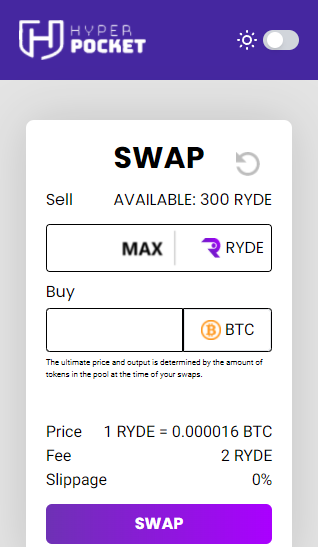 HYPER
POCKET
SWAP
Sell AVAILABLE: 300 RYDE
MAX RYDE
Buy
BTC
The ultimate price and output is determined by the amount of
tokens in the pool at the time of your swaps.
Price 1 RYDE = 0.000016 BTC
Fee 2 RYDE
Slippage 0%
SWAP